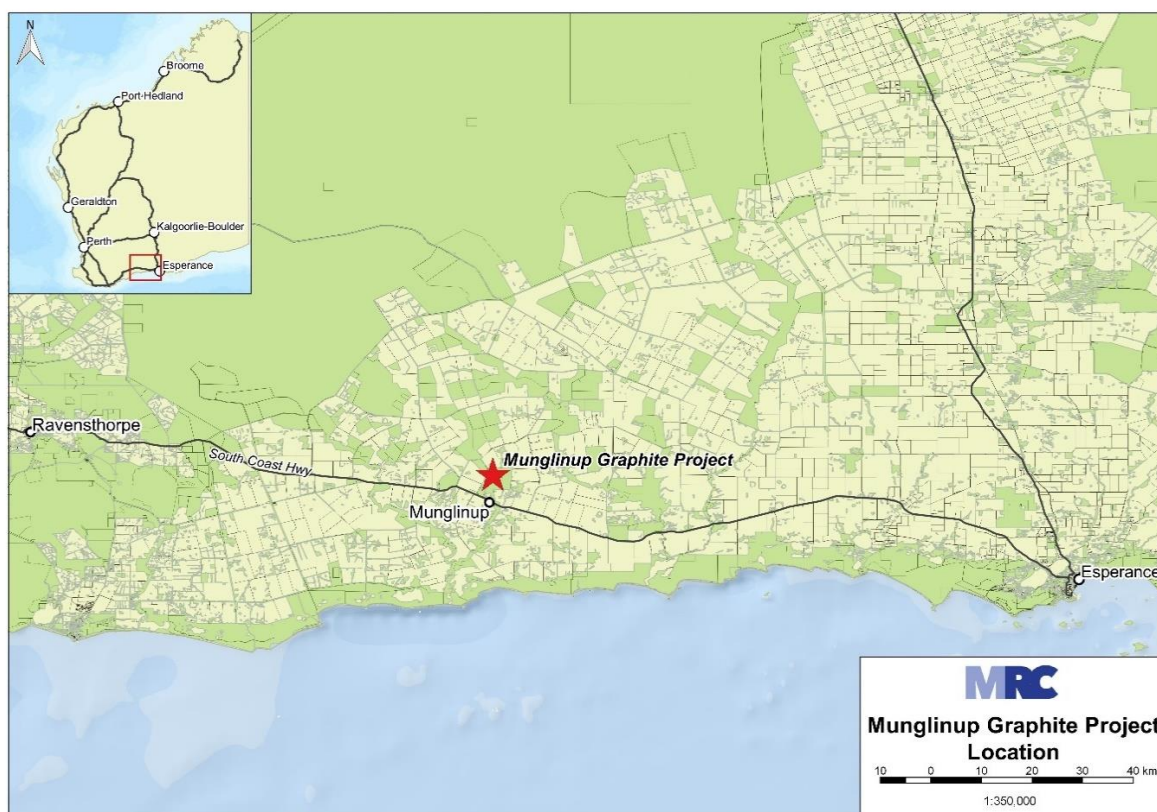 N
Broome
Port-Hedland
Geraldton
Kalgoorlie-Boulder
Perth
Esperance
Ravensthorpe
South Coast Hwy
Munglinup Graphite Project
Munglinup
Esperance
MRC
Munglinup Graphite Project
Location
10 0 10 20 30 40 km
1:350,000